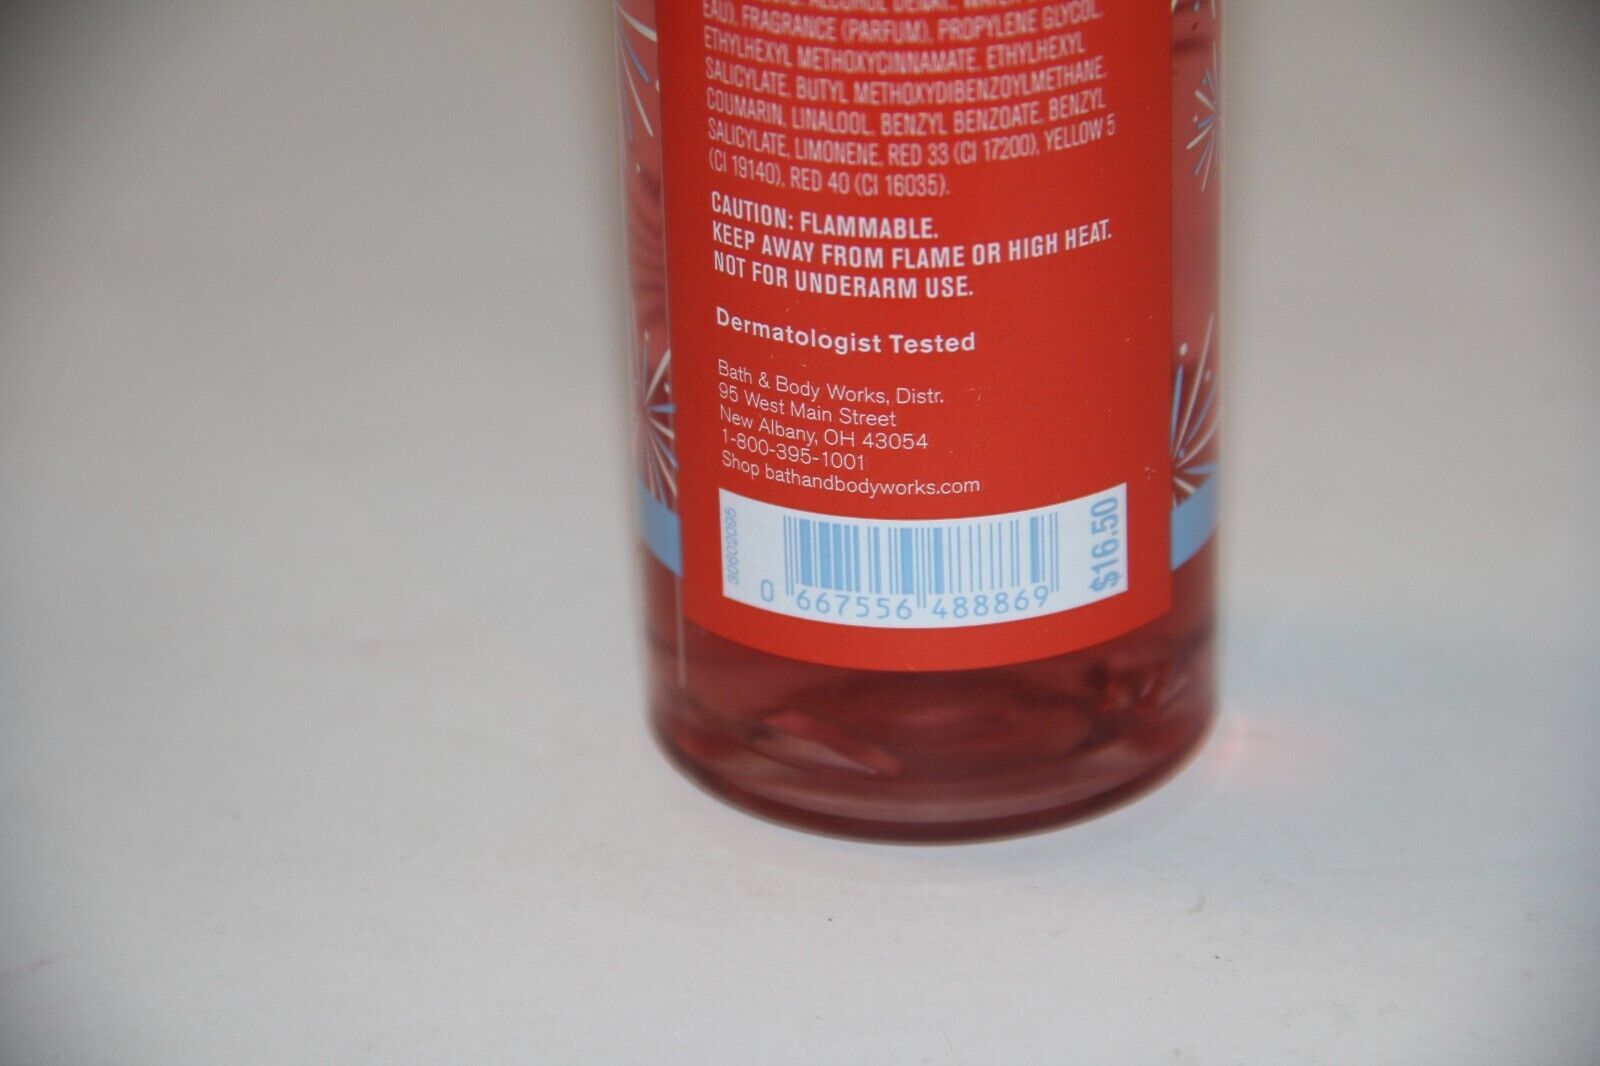 ALCOHOL DENAT.
EAU), FRAGRANCE (PARFUM), PROPYLENE GLYCOL,
ETHYLHEXYL METHOXYCINNAMATE, ETHYLHEXYL
SALICYLATE, BUTYL METHOXYDIBENZOYLMETHANE,
COUMARIN, LINALOOL, BENZYL BENZOATE, BENZYL
SALICYLATE, LIMONENE, RED 33 (CI 17200), YELLOW 5
(CI 19140), RED 40 (CI 16035).
CAUTION: FLAMMABLE.
KEEP AWAY FROM FLAME OR HIGH HEAT.
NOT FOR UNDERARM USE.
Dermatologist Tested
Bath & Body Works, Distr.
95 West Main Street
New Albany, OH 43054
1-800-395-1001
Shop bathandbodyworks.com
30602095
0 667556 488869
$16.50